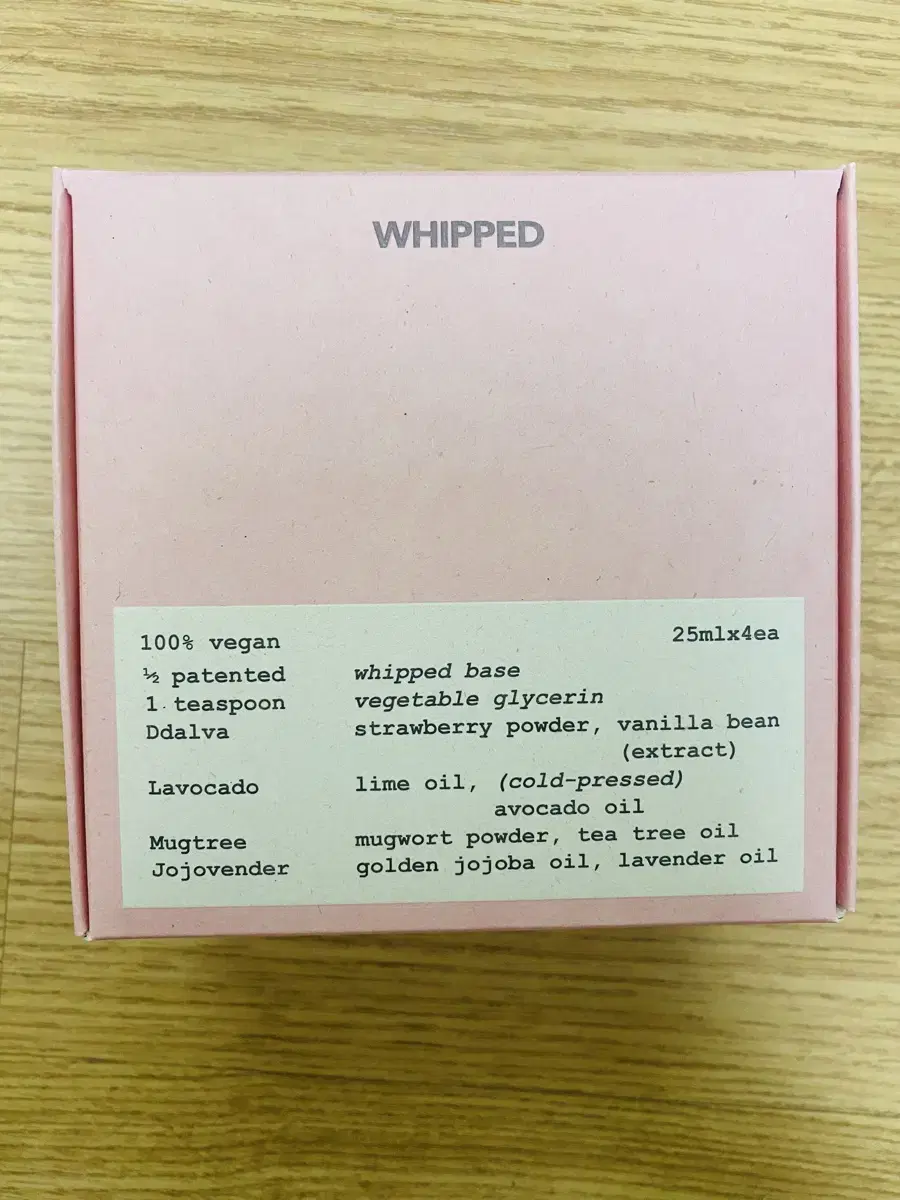 WHIPPED
100% vegan 25mlx4ea
½ patented whipped base
1 teaspoon vegetable glycerin
Ddalva strawberry powder, vanilla bean
(extract)
Lavocado lime oil, (cold-pressed)
avocado oil
Mugtree mugwort powder, tea tree oil
Jojovender golden jojoba oil, lavender oil